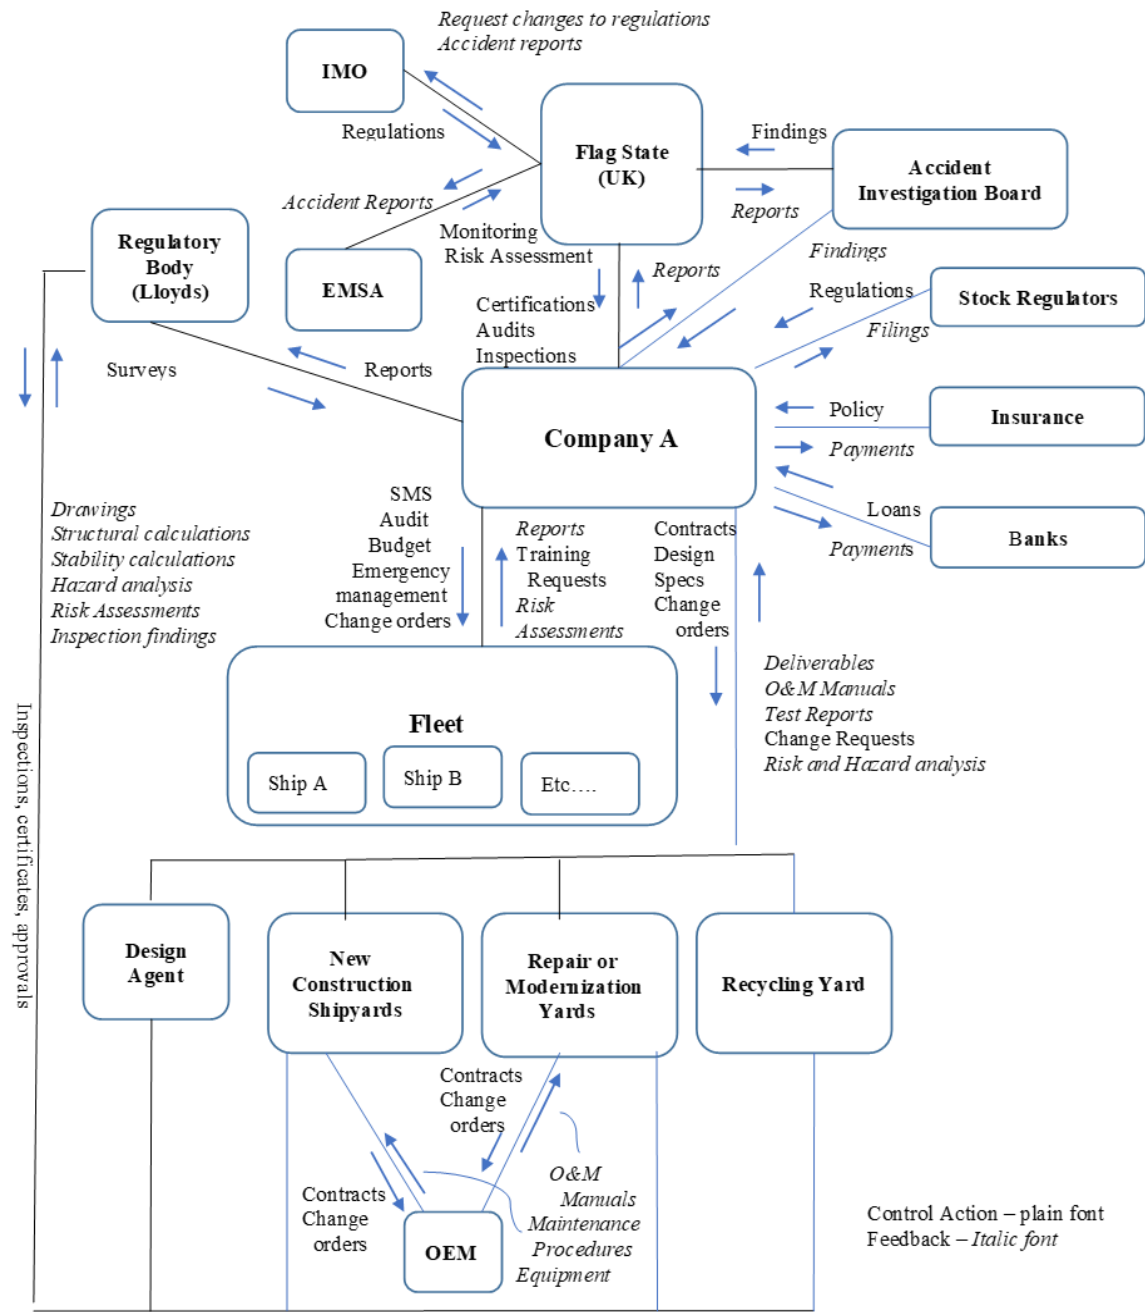 Request changes to regulations
Accident reports
IMO
Regulations
Flag State
(UK)
Findings
Reports
Accident
Investigation Board
Accident Reports
Monitoring
Risk Assessment
EMSA
Regulatory
Body
(Lloyds)
Reports
Findings
Certifications
Audits
Inspections
Regulations
Filings
Stock Regulators
Surveys
Reports
Company A
Policy
Payments
Insurance
Loans
Payments
Banks
Drawings
Structural calculations
Stability calculations
Hazard analysis
Risk Assessments
Inspection findings
SMS
Audit
Budget
Emergency
management
Change orders
Reports
Training
Requests
Risk
Assessments
Contracts
Design
Specs
Change
orders
Deliverables
O&M Manuals
Test Reports
Change Requests
Risk and Hazard analysis
Fleet
Ship A
Ship B
Etc….
Inspections, certificates, approvals
Design
Agent
New
Construction
Shipyards
Repair or
Modernization
Yards
Recycling Yard
Contracts
Change
orders
Contracts
Change
orders
O&M
Manuals
Maintenance
Procedures
Equipment
OEM
Control Action – plain font
Feedback – Italic font